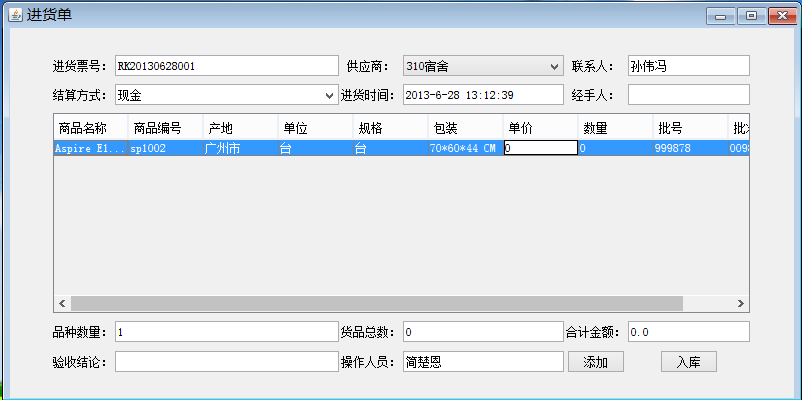 进货单
进货票号： RK20130628001 供应商： 310宿舍 联系人： 孙伟冯
结算方式： 现金 进货时间： 2013-6-28 13:12:39 经手人：
商品名称 商品编号 产地 单位 规格 包装 单价 数量 批号
Aspire E1... sp1002 广州市 台 台 70*60*44 CM 0 0 999878 009
品种数量： 1 货品总数： 0 合计金额： 0.0
验收结论： 操作人员： 简楚恩 添加 入库